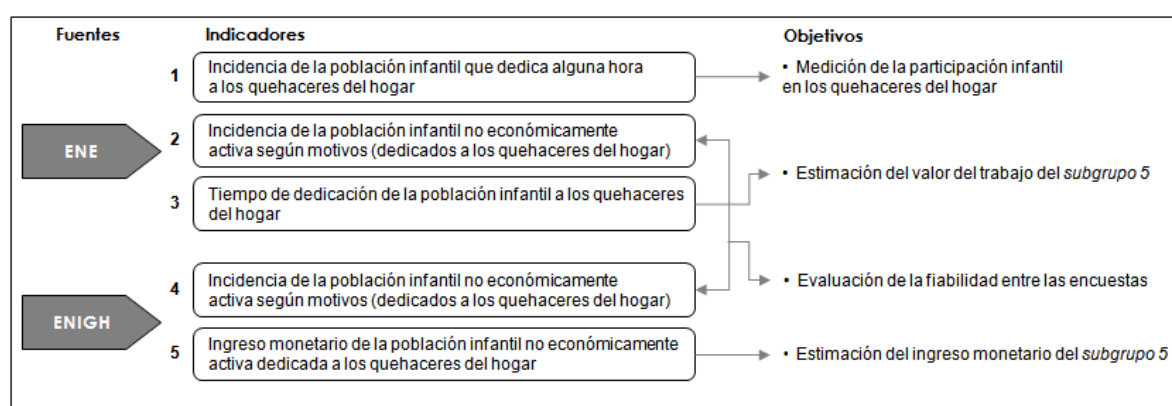 Fuentes Indicadores Objetivos
1 Incidencia de la población infantil que dedica alguna hora
a los quehaceres del hogar
• Medición de la participación infantil
en los quehaceres del hogar
ENE
2 Incidencia de la población infantil no económicamente
activa según motivos (dedicados a los quehaceres del hogar)
3 Tiempo de dedicación de la población infantil a los quehaceres
del hogar
• Estimación del valor del trabajo del subgrupo 5
ENIGH
4 Incidencia de la población infantil no económicamente
activa según motivos (dedicados a los quehaceres del hogar)
• Evaluación de la fiabilidad entre las encuestas
5 Ingreso monetario de la población infantil no económicamente
activa dedicada a los quehaceres del hogar
• Estimación del ingreso monetario del subgrupo 5